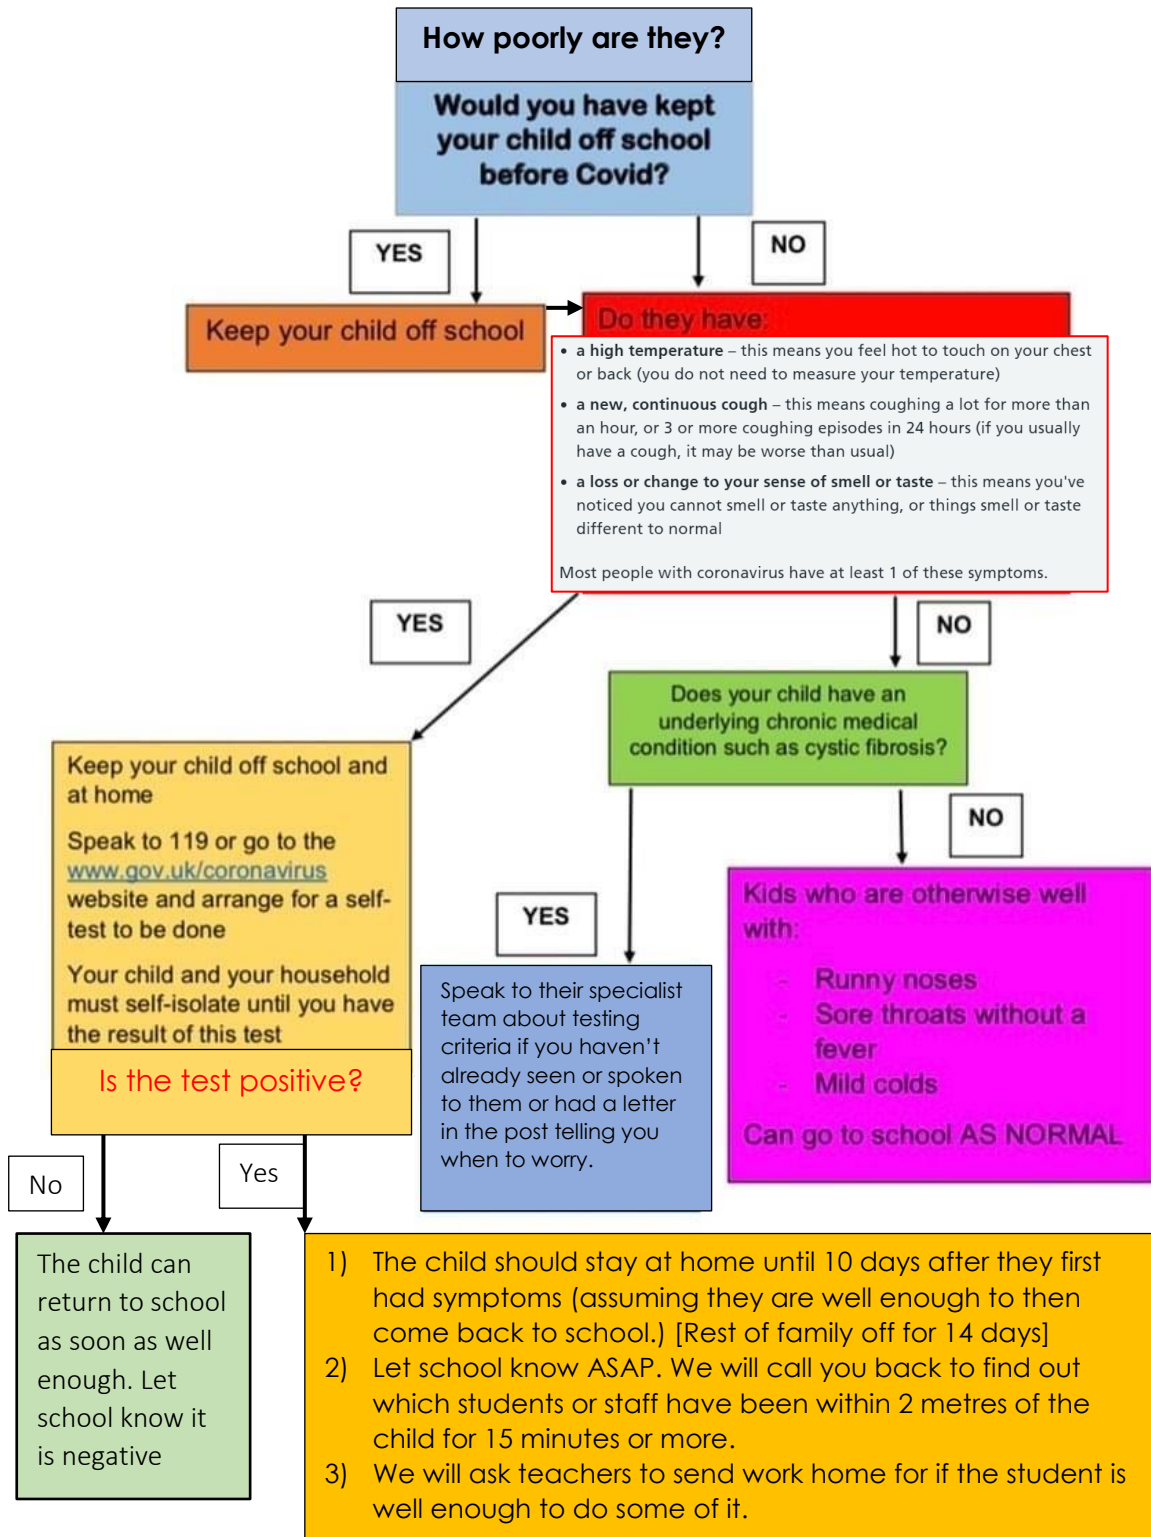 How poorly are they?
Would you have kept
your child off school
before Covid?
YES
NO
Keep your child off school
Do they have:
• a high temperature – this means you feel hot to touch on your chest
or back (you do not need to measure your temperature)
• a new, continuous cough – this means coughing a lot for more than
an hour, or 3 or more coughing episodes in 24 hours (if you usually
have a cough, it may be worse than usual)
• a loss or change to your sense of smell or taste – this means you've
noticed you cannot smell or taste anything, or things smell or taste
different to normal
Most people with coronavirus have at least 1 of these symptoms.
YES
NO
Does your child have an
underlying chronic medical
condition such as cystic fibrosis?
Keep your child off school and
at home
Speak to 119 or go to the
www.gov.uk/coronavirus
website and arrange for a self-
test to be done
Your child and your household
must self-isolate until you have
the result of this test
Is the test positive?
YES
NO
Speak to their specialist
team about testing
criteria if you haven't
already seen or spoken
to them or had a letter
in the post telling you
when to worry.
Kids who are otherwise well
with:
- Runny noses
- Sore throats without a
fever
- Mild colds
Can go to school AS NORMAL
No
Yes
The child can
return to school
as soon as well
enough. Let
school know it
is negative
1) The child should stay at home until 10 days after they first
had symptoms (assuming they are well enough to then
come back to school.) [Rest of family off for 14 days]
2) Let school know ASAP. We will call you back to find out
which students or staff have been within 2 metres of the
child for 15 minutes or more.
3) We will ask teachers to send work home for if the student is
well enough to do some of it.